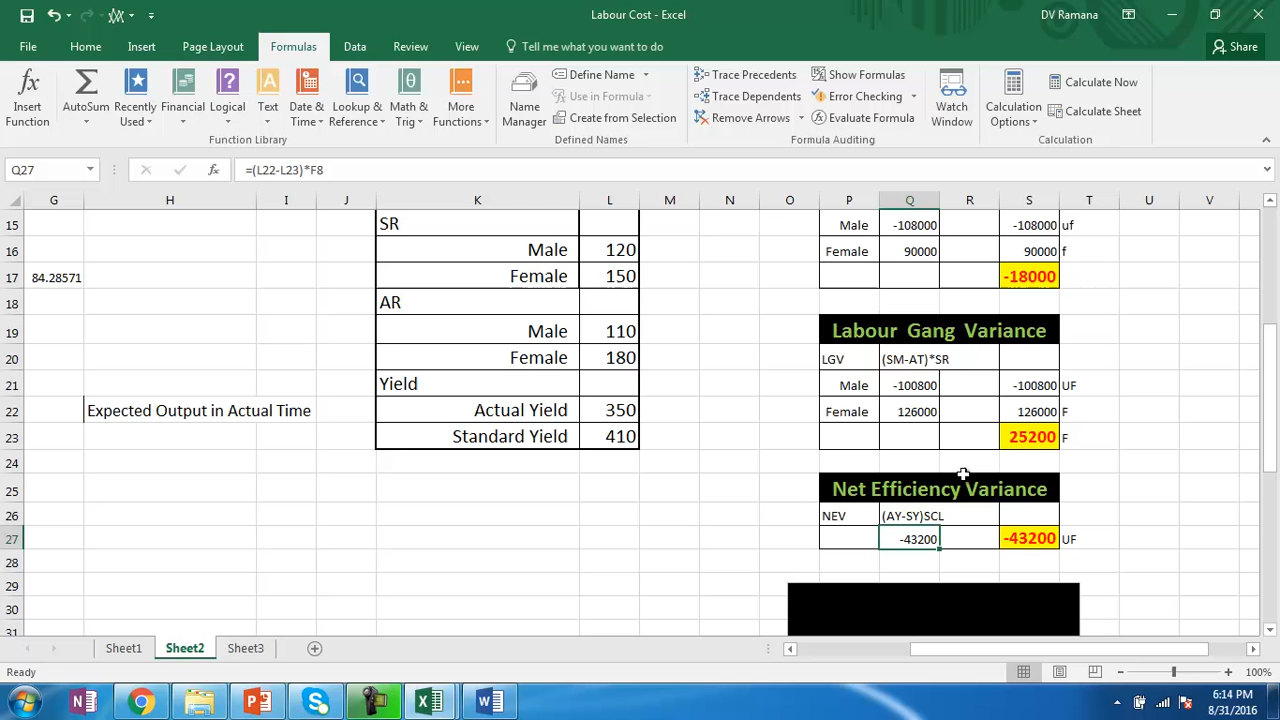 Labour Cost - Excel
DV Ramana
File Home Insert Page Layout Formulas Data Review View Tell me what you want to do Share
fx Insert Function
Σ AutoSum
Recently Used
Financial
Logical
Text
Date & Time
Lookup & Reference
Math & Trig
More Functions
Function Library
Name Manager
Define Name
Use in Formula
Create from Selection
Defined Names
Trace Precedents
Trace Dependents
Remove Arrows
Show Formulas
Error Checking
Evaluate Formula
Formula Auditing
Watch Window
Calculation Options
Calculate Now
Calculate Sheet
Calculation
Q27 fx =(L22-L23)*F8
G H I J K L M N O P Q R S T U V
15 SR Male -108000 -108000 uf
16 Male 120 Female 90000 90000 f
17 84.28571 Female 150 -18000
18 AR
19 Male 110 Labour Gang Variance
20 Female 180 LGV (SM-AT)*SR
21 Yield Male -100800 -100800 UF
22 Expected Output in Actual Time Actual Yield 350 Female 126000 126000 F
23 Standard Yield 410 25200 F
24
25 Net Efficiency Variance
26 NEV (AY-SY)SCL
27 -43200 -43200 UF
28
29
30
31
Sheet1 Sheet2 Sheet3
Ready 100%
6:14 PM
8/31/2016